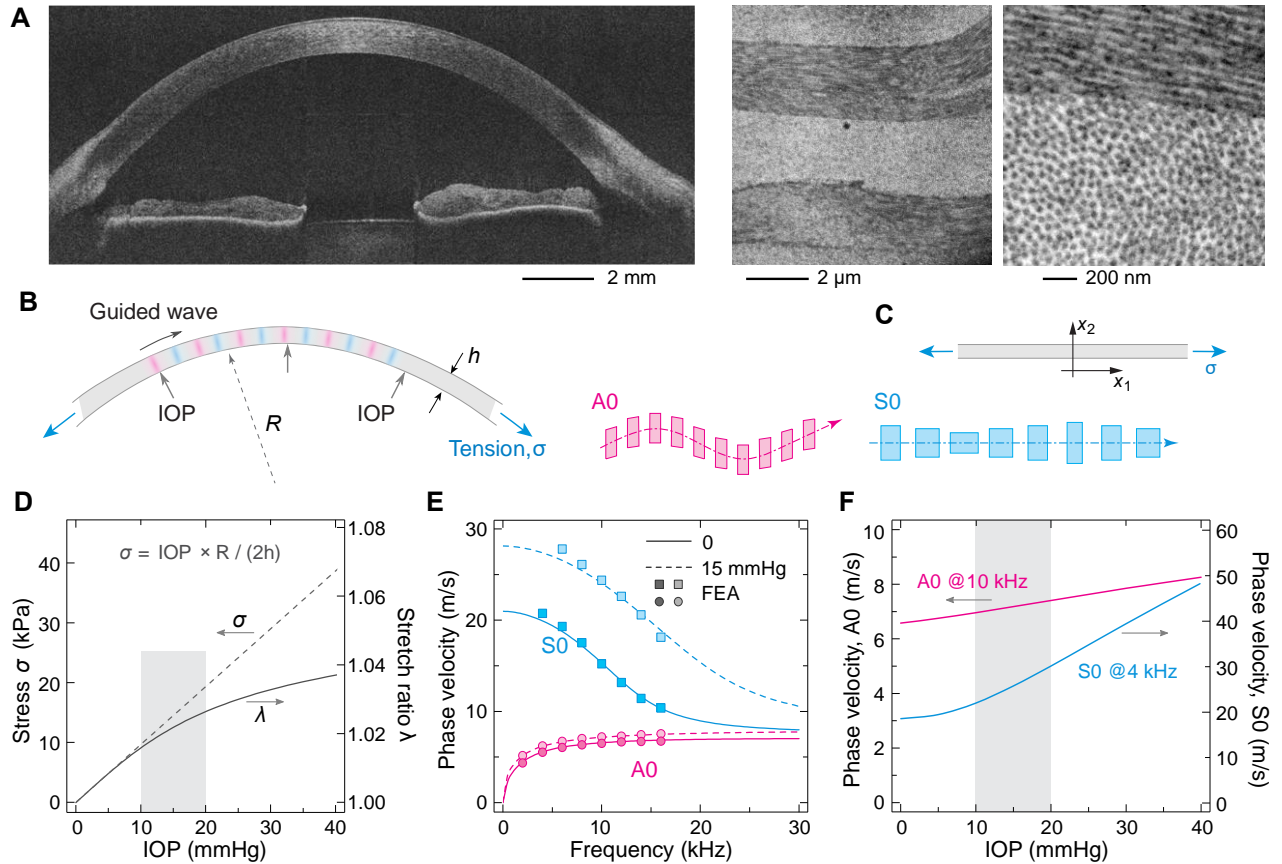 A
2 mm
2 µm
200 nm
B
Guided wave
h
IOP
IOP
R
Tension, σ
A0
C
x2
x1
σ
S0
D
σ = IOP × R / (2h)
σ
λ
Stress σ (kPa)
40
30
20
10
0
Stretch ratio λ
1.08
1.06
1.04
1.02
1.00
0 10 20 30 40
IOP (mmHg)
E
0
15 mmHg
FEA
S0
A0
Phase velocity (m/s)
30
20
10
0
0 10 20 30
Frequency (kHz)
F
A0 @10 kHz
S0 @4 kHz
Phase velocity, A0 (m/s)
10
8
6
4
2
0
Phase velocity, S0 (m/s)
60
50
40
30
20
10
0
0 10 20 30 40
IOP (mmHg)